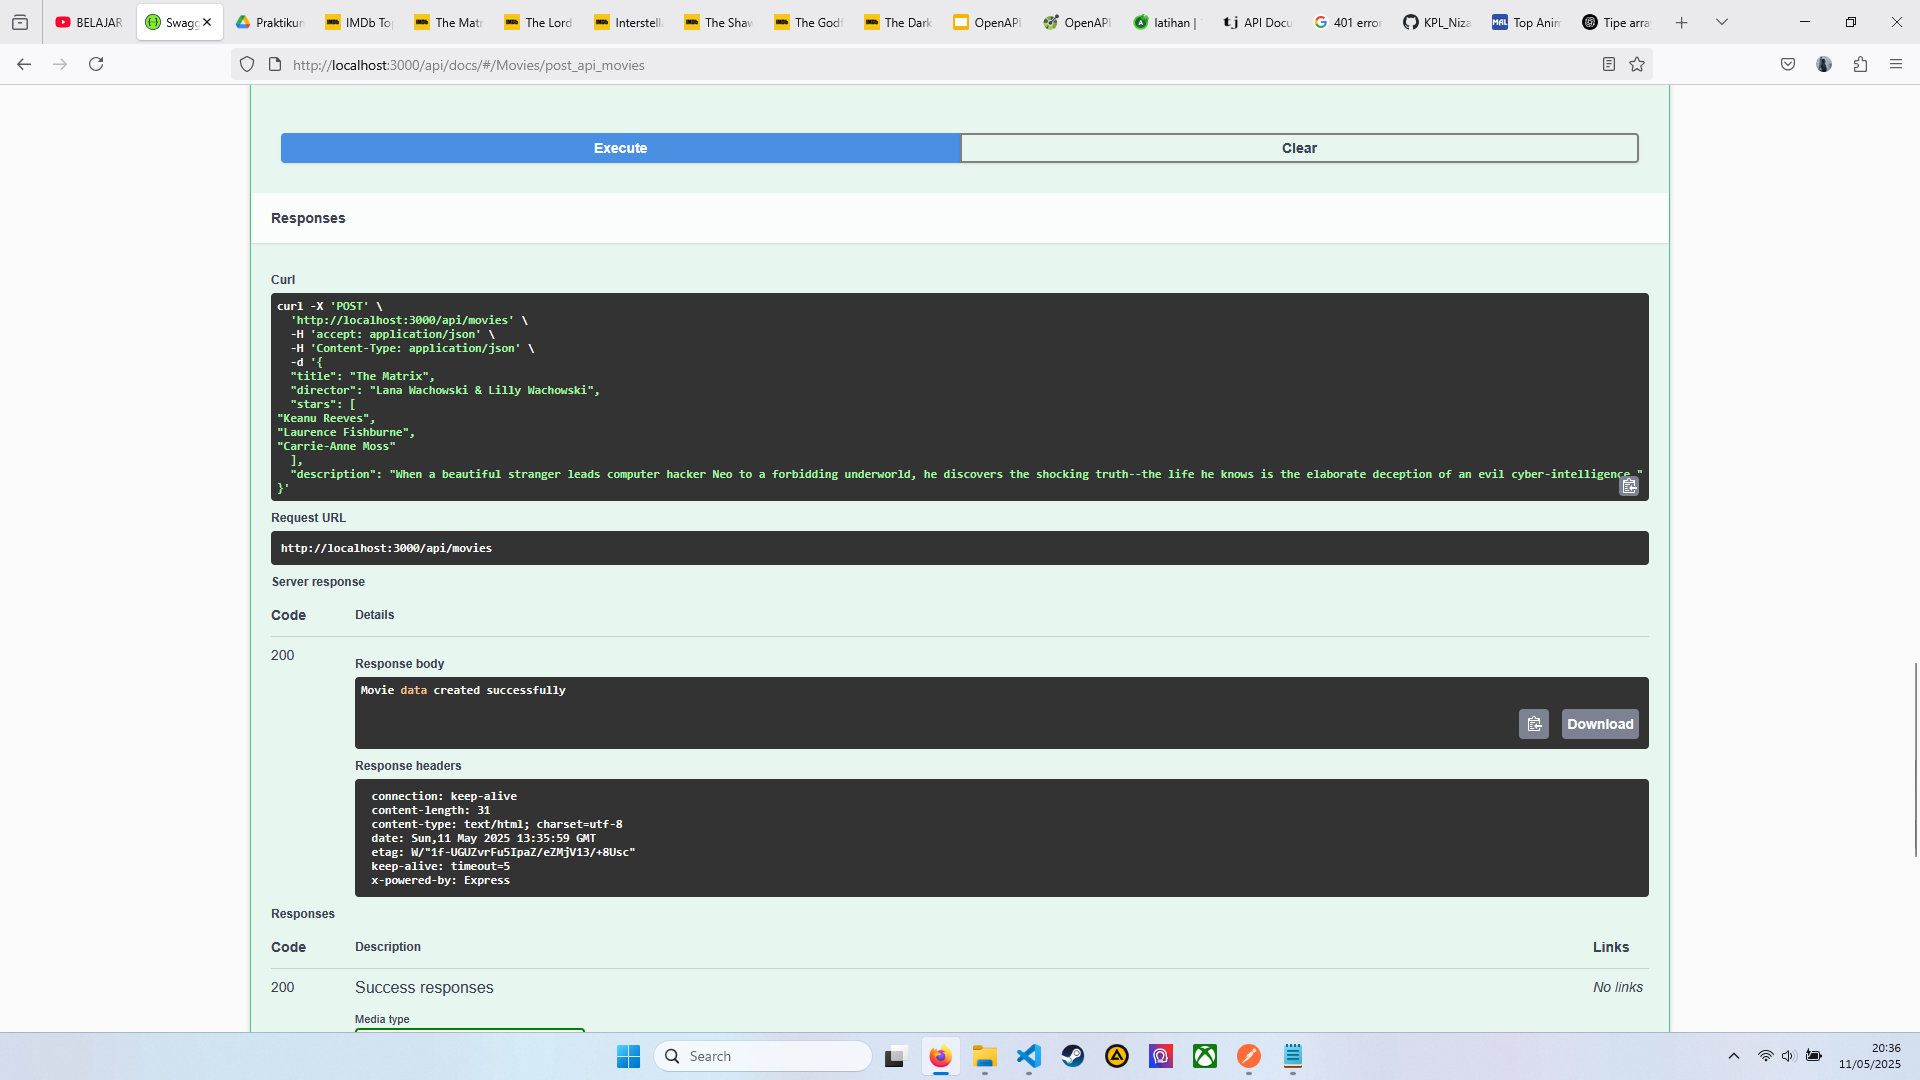 BELAJAR
Swagg
Praktikun
IMDb To
The Matr
The Lord
Interstell
The Shaw
The Godf
The Dark
OpenAPI
OpenAPI
latihan |
API Docu
401 error
KPL_Niza
Top Anim
Tipe arra
http://localhost:3000/api/docs/#/Movies/post_api_movies
Execute
Clear
Responses
Curl
curl -X 'POST' \
'http://localhost:3000/api/movies' \
-H 'accept: application/json' \
-H 'Content-Type: application/json' \
-d '{
"title": "The Matrix",
"director": "Lana Wachowski & Lilly Wachowski",
"stars": [
"Keanu Reeves",
"Laurence Fishburne",
"Carrie-Anne Moss"
],
"description": "When a beautiful stranger leads computer hacker Neo to a forbidding underworld, he discovers the shocking truth--the life he knows is the elaborate deception of an evil cyber-intelligence."
}'
Request URL
http://localhost:3000/api/movies
Server response
Code
Details
200
Response body
Movie data created successfully
Download
Response headers
connection: keep-alive
content-length: 31
content-type: text/html; charset=utf-8
date: Sun,11 May 2025 13:35:59 GMT
etag: W/"1f-UGUZvrFu5IpaZ/eZMjV13/+8Usc"
keep-alive: timeout=5
x-powered-by: Express
Responses
Code
Description
Links
200
Success responses
No links
Media type
Search
20:36
11/05/2025